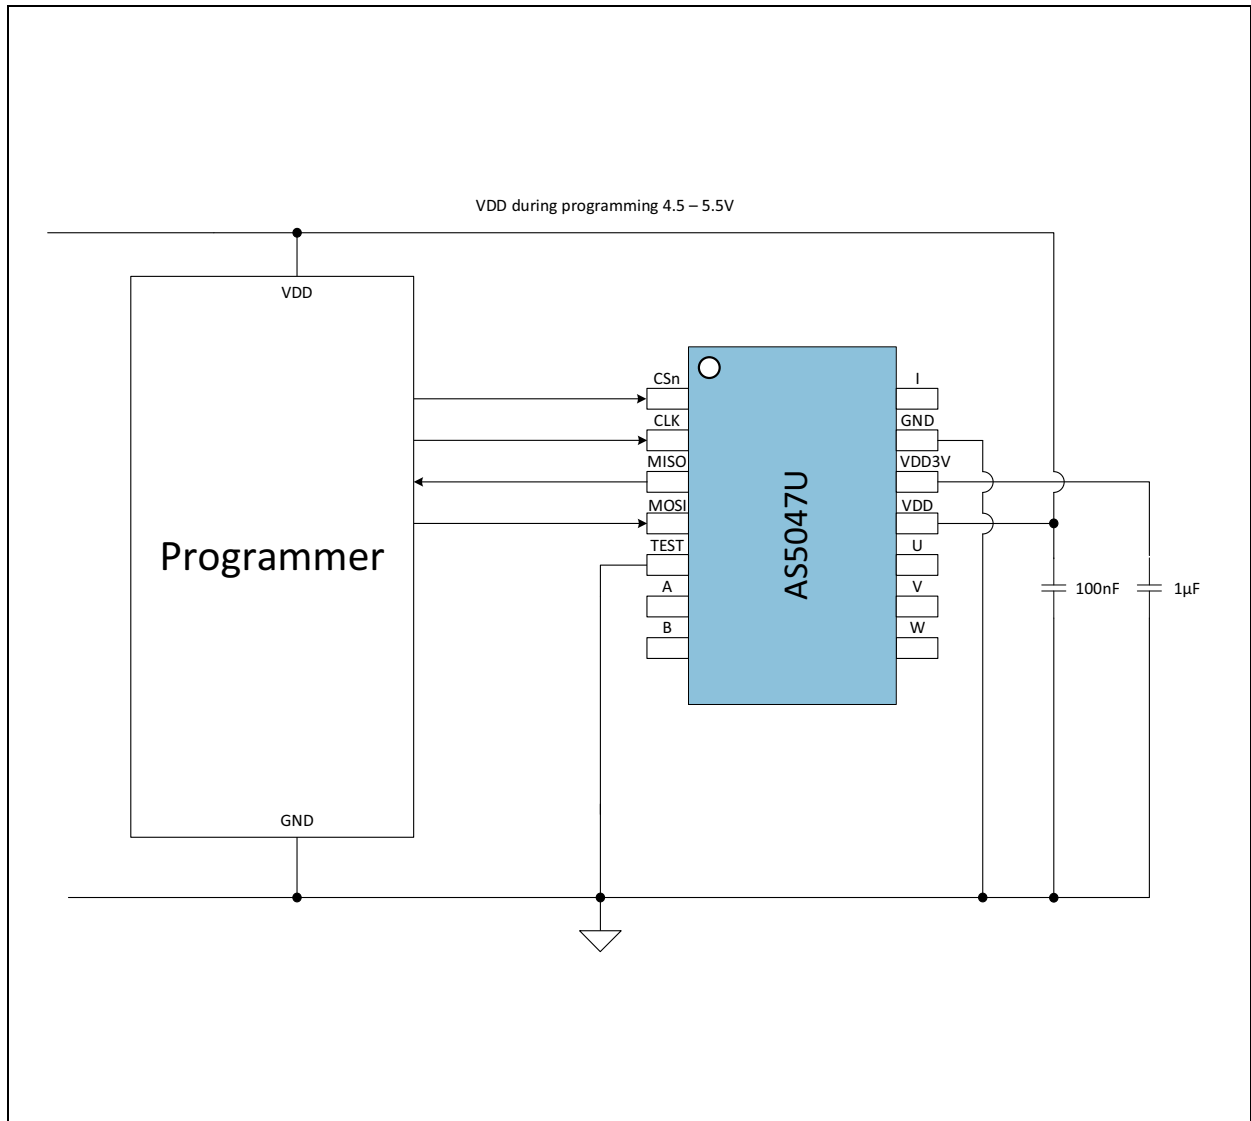 VDD during programming 4.5 – 5.5V
VDD
Programmer
GND
CSn
CLK
MISO
MOSI
TEST
A
B
AS5047U
I
GND
VDD3V
VDD
U
V
W
100nF
1µF